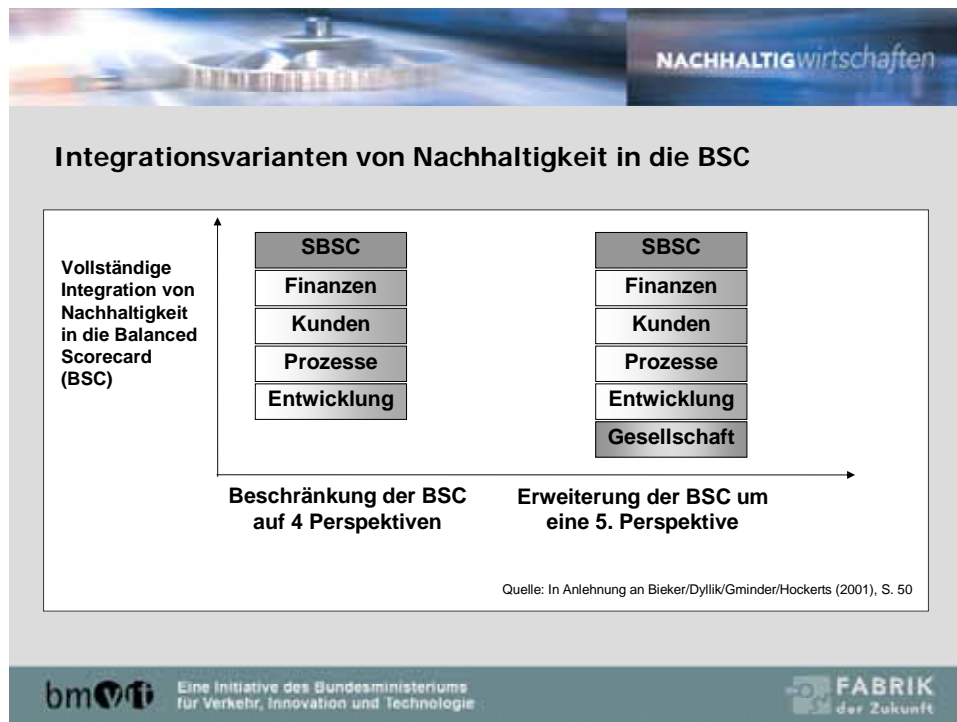 NACHHALTIGwirtschaften
Integrationsvarianten von Nachhaltigkeit in die BSC
Vollständige
Integration von
Nachhaltigkeit
in die Balanced
Scorecard
(BSC)
SBSC
Finanzen
Kunden
Prozesse
Entwicklung
SBSC
Finanzen
Kunden
Prozesse
Entwicklung
Gesellschaft
Beschränkung der BSC
auf 4 Perspektiven
Erweiterung der BSC um
eine 5. Perspektive
Quelle: In Anlehnung an Bieker/Dyllik/Gminder/Hockerts (2001), S. 50
bmvit
Eine Initiative des Bundesministeriums
für Verkehr, Innovation und Technologie
FABRIK
der Zukunft